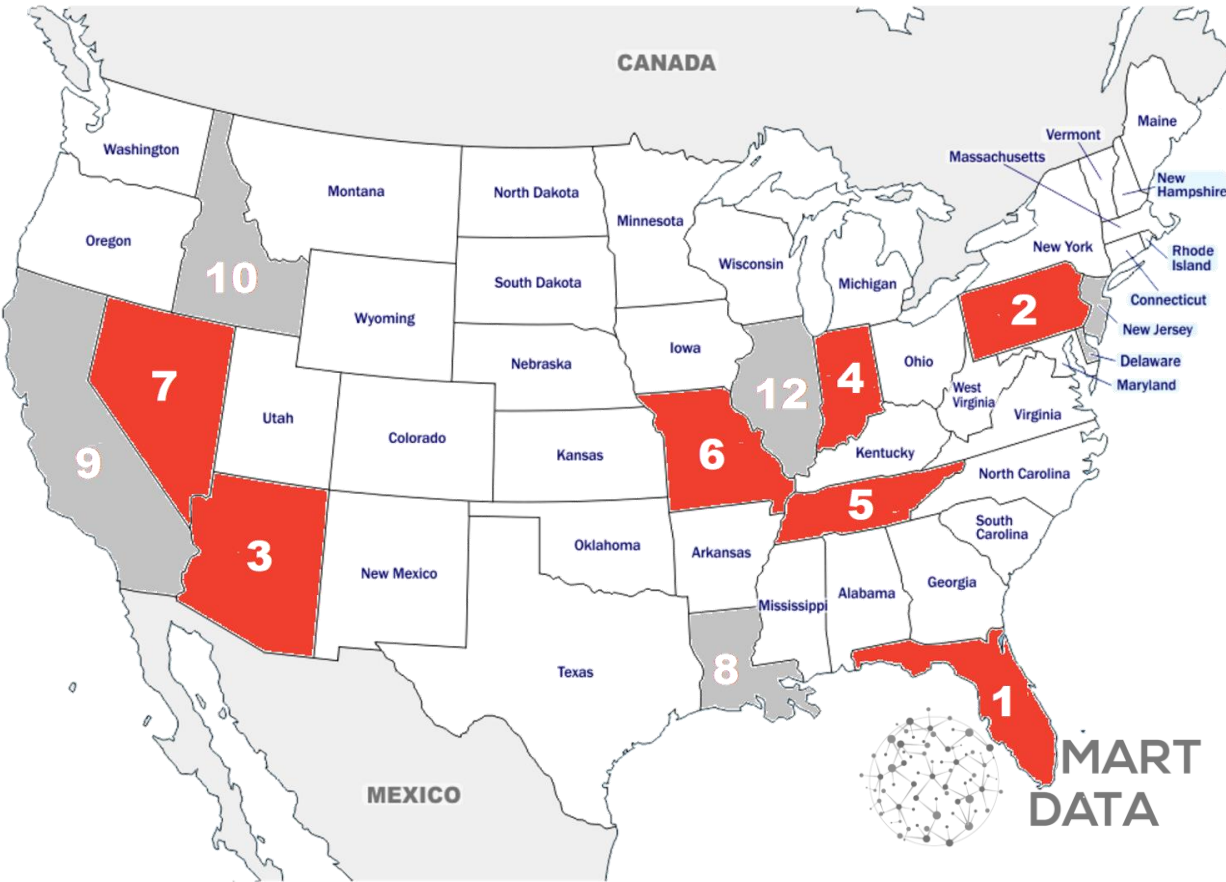 CANADA
Washington
Montana
North Dakota
Minnesota
Vermont
Maine
Massachusetts
New
Hampshire
Oregon
10
South Dakota
Wisconsin
Michigan
New York
Rhode
Island
Wyoming
Connecticut
2
New Jersey
Nebraska
Iowa
Ohio
Delaware
Maryland
7
Utah
Colorado
12
4
West
Virginia
Virginia
9
Kansas
6
Kentucky
North Carolina
5
South
Carolina
3
New Mexico
Oklahoma
Arkansas
Mississippi
Alabama
Georgia
Texas
8
1
MEXICO
MART
DATA